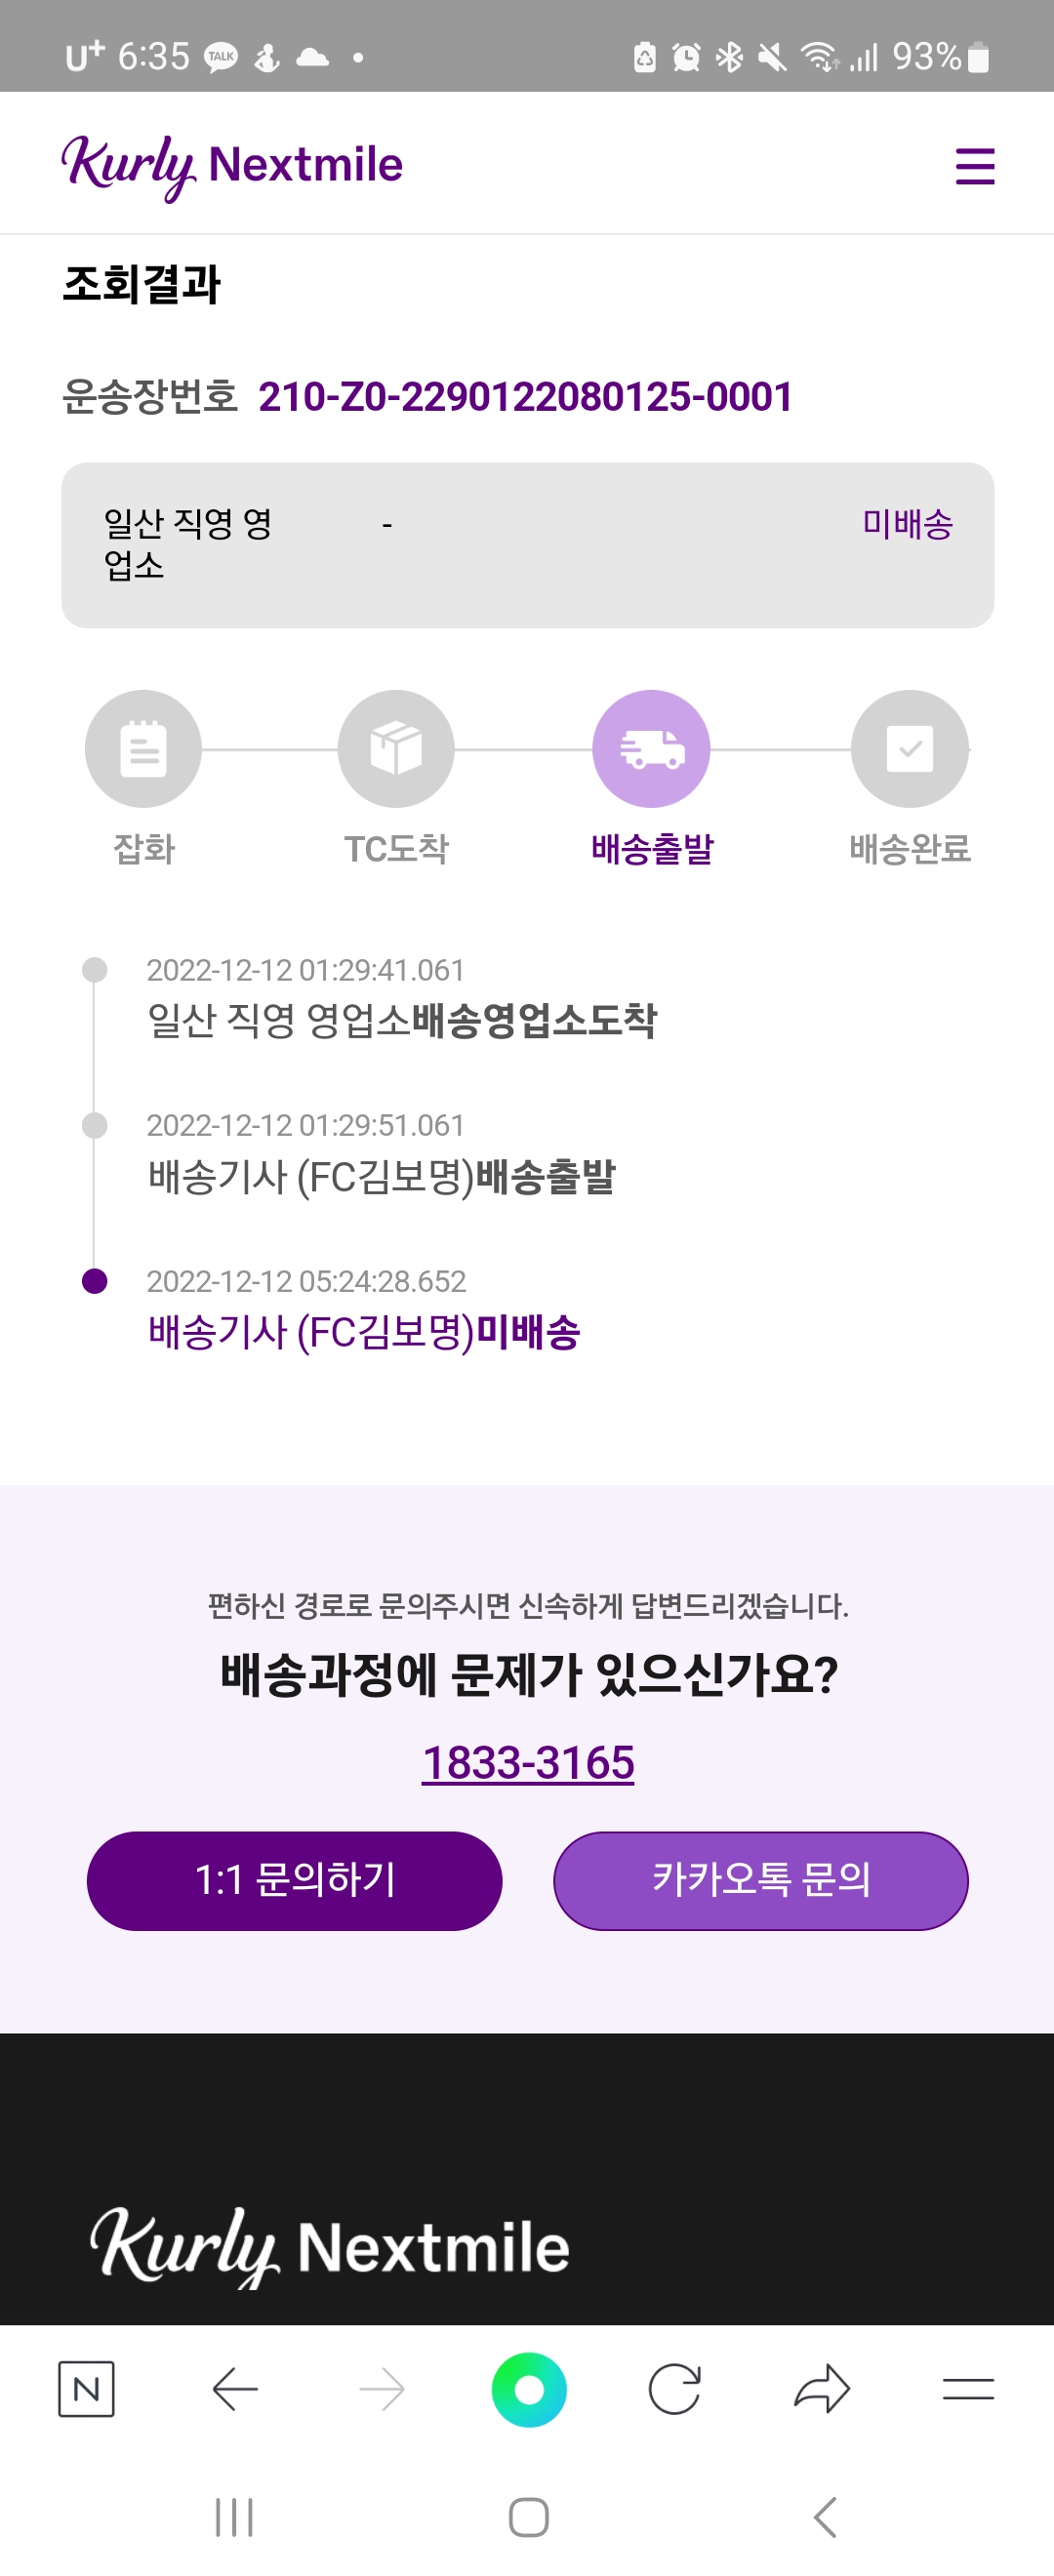 U+ 6:35 TALK 93%
Kurly Nextmile
조회결과
운송장번호 210-Z0-2290122080125-0001
일산 직영 영 - 미배송
업소
잡화 TC도착 배송출발 배송완료
2022-12-12 01:29:41.061
일산 직영 영업소배송영업소도착
2022-12-12 01:29:51.061
배송기사 (FC김보명)배송출발
2022-12-12 05:24:28.652
배송기사 (FC김보명)미배송
편하신 경로로 문의주시면 신속하게 답변드리겠습니다.
배송과정에 문제가 있으신가요?
1833-3165
1:1 문의하기 카카오톡 문의
Kurly Nextmile
N